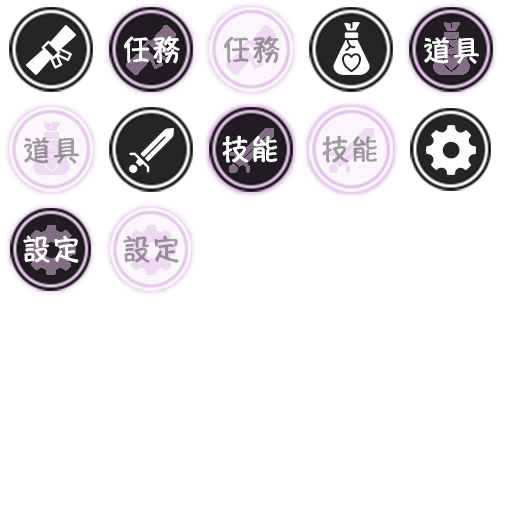 任務 任務 道具
道具 技能 技能
設定 設定